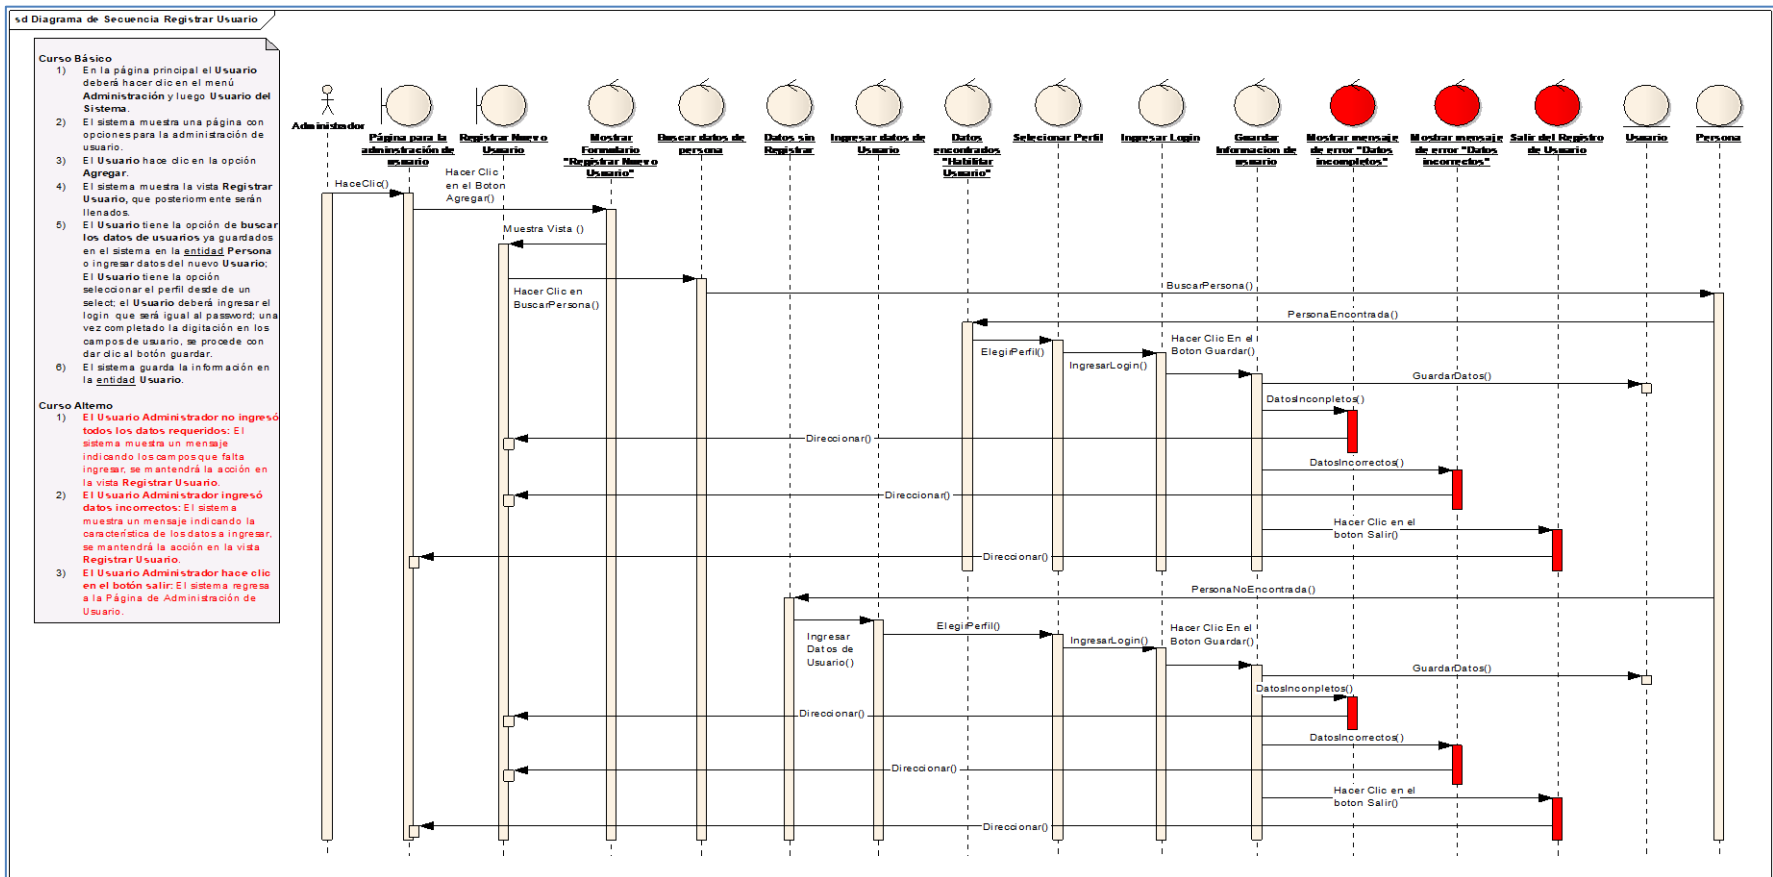 sd Diagrama de Secuencia Registrar Usuario
Curso Básico
1) En la página principal el Usuario
deberá hacer clic en el menú
Administración y luego Usuario del
Sistema.
2) El sistema muestra una página con
opciones para la administración de
usuario.
3) El Usuario hace clic en la opción
Agregar.
4) El sistema muestra la vista Registrar
Usuario, que posteriormente serán
llenados.
5) El Usuario tiene la opción de buscar
los datos de usuarios ya guardados
en el sistema en la entidad Persona
o ingresar datos del nuevo Usuario;
El Usuario tiene la opción
seleccionar el perfil desde de un
select; el Usuario deberá ingresar el
login que será igual al password; una
vez completado la digitación en los
campos de usuario, se procede con
dar clic al botón guardar.
6) El sistema guarda la información en
la entidad Usuario.
Curso Alterno
1) El Usuario Administrador no ingresó
todos los datos requeridos: El
sistema muestra un mensaje
indicando los campos que falta
ingresar, se mantendrá la acción en
la vista Registrar Usuario.
2) El Usuario Administrador ingresó
datos incorrectos: El sistema
muestra un mensaje indicando la
característica de los datos a ingresar,
se mantendrá la acción en la vista
Registrar Usuario.
3) El Usuario Administrador hace clic
en el botón salir: El sistema regresa
a la Página de Administración de
Usuario.
Administrador
Página para la
adminstración de
usuario
Registrar Nuevo
Usuario
Mostrar
Formulario
"Registrar Nuevo
Usuario"
Buscar datos de
persona
Datos sin
Registrar
Ingresar datos de
Usuario
Datos
encontrados
"Habilitar
Usuario"
Selecionar Perfil
Ingresar Login
Guardar
Informacion de
usuario
Mostrar mensaje
de error "Datos
incompletos"
Mostrar mensaje
de error "Datos
incorrectos"
Salir del Registro
de Usuario
Usuario
Persona
HaceClic()
Hacer Clic
en el Boton
Agregar()
Muestra Vista ()
Hacer Clic en
BuscarPersona()
BuscarPersona()
PersonaEncontrada()
ElegirPerfil()
IngresarLogin()
Hacer Clic En el
Boton Guardar()
GuardarDatos()
DatosInconpletos()
Direccionar()
DatosIncorrectos()
Direccionar()
Hacer Clic en el
boton Salir()
Direccionar()
PersonaNoEncontrada()
Ingresar
Datos de
Usuario()
ElegirPerfil()
IngresarLogin()
Hacer Clic En el
Boton Guardar()
GuardarDatos()
DatosInconpletos()
Direccionar()
DatosIncorrectos()
Direccionar()
Hacer Clic en el
boton Salir()
Direccionar()